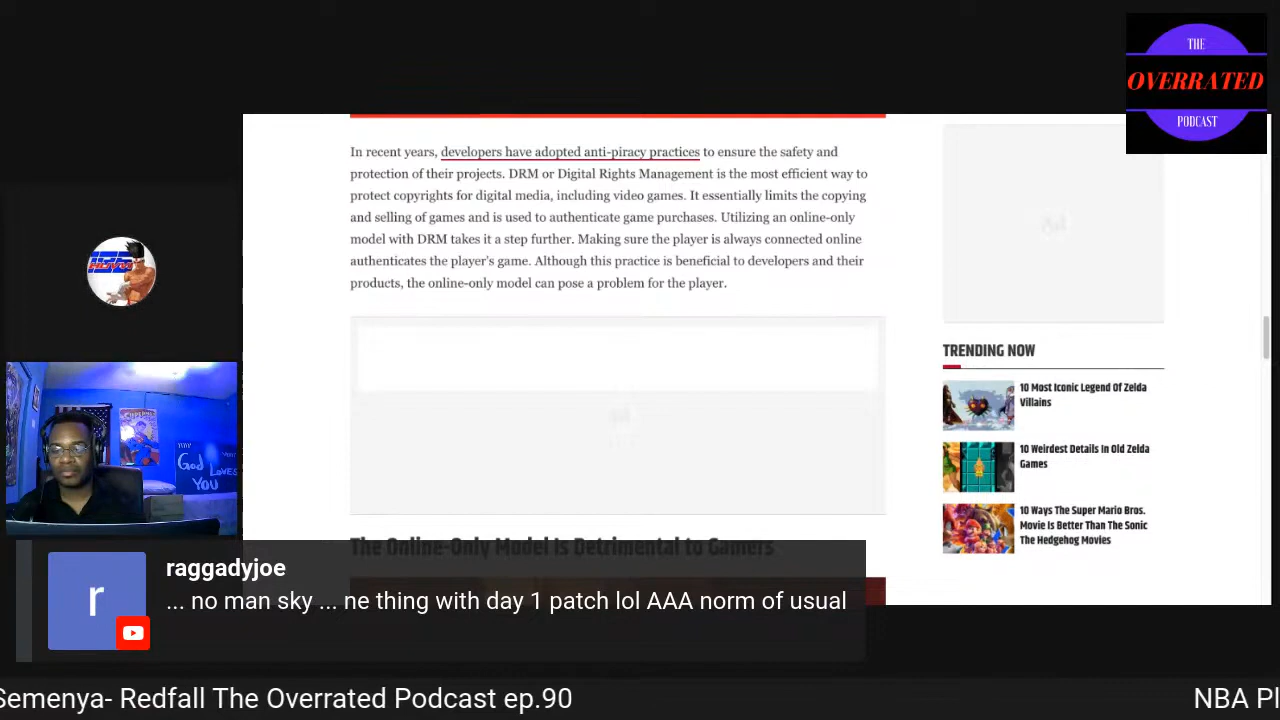 THE
OVERRATED
PODCAST
In recent years, developers have adopted anti-piracy practices to ensure the safety and
protection of their projects. DRM or Digital Rights Management is the most efficient way to
protect copyrights for digital media, including video games. It essentially limits the copying
and selling of games and is used to authenticate game purchases. Utilizing an online-only
model with DRM takes it a step further. Making sure the player is always connected online
authenticates the player's game. Although this practice is beneficial to developers and their
products, the online-only model can pose a problem for the player.
The Online-Only Model Is Detrimental to Gamers
TRENDING NOW
10 Most Iconic Legend Of Zelda
Villains
10 Weirdest Details In Old Zelda
Games
10 Ways The Super Mario Bros.
Movie Is Better Than The Sonic
The Hedgehog Movies
God Loves
YOU
r
raggadyjoe
... no man sky ... ne thing with day 1 patch lol AAA norm of usual
Semenya- Redfall The Overrated Podcast ep.90
NBA Pl